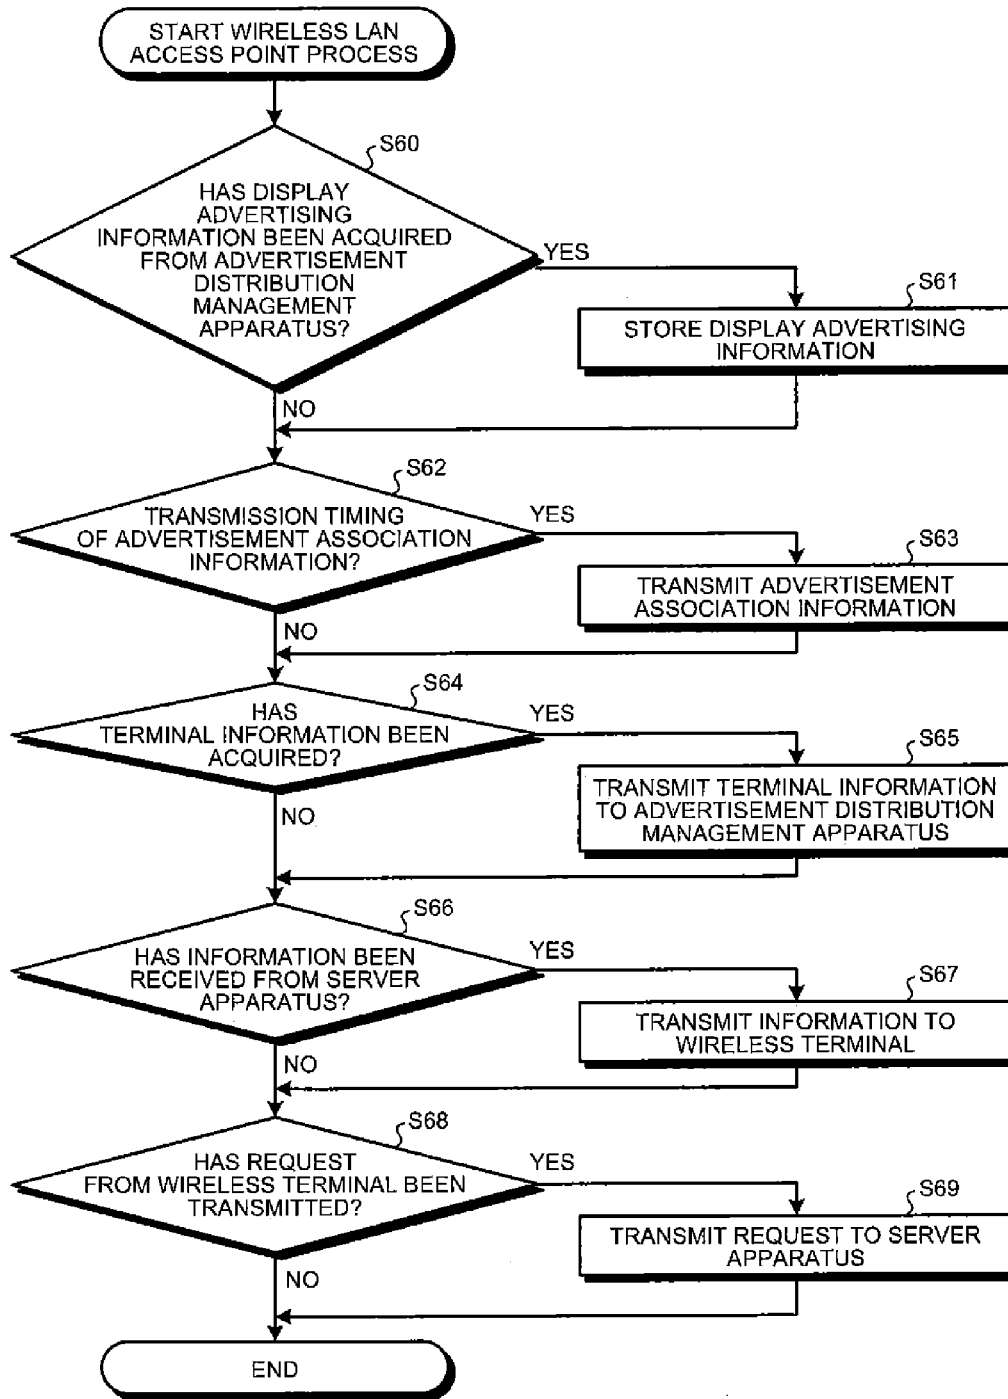 START WIRELESS LAN
ACCESS POINT PROCESS
S60
HAS DISPLAY
ADVERTISING
INFORMATION BEEN ACQUIRED
FROM ADVERTISEMENT
DISTRIBUTION
MANAGEMENT
APPARATUS?
YES
S61
STORE DISPLAY ADVERTISING
INFORMATION
NO
S62
TRANSMISSION TIMING
OF ADVERTISEMENT ASSOCIATION
INFORMATION?
YES
S63
TRANSMIT ADVERTISEMENT
ASSOCIATION INFORMATION
NO
S64
HAS
TERMINAL INFORMATION BEEN
ACQUIRED?
YES
S65
TRANSMIT TERMINAL INFORMATION
TO ADVERTISEMENT DISTRIBUTION
MANAGEMENT APPARATUS
NO
S66
HAS INFORMATION BEEN
RECEIVED FROM SERVER
APPARATUS?
YES
S67
TRANSMIT INFORMATION TO
WIRELESS TERMINAL
NO
S68
HAS REQUEST
FROM WIRELESS TERMINAL BEEN
TRANSMITTED?
YES
S69
TRANSMIT REQUEST TO SERVER
APPARATUS
NO
END